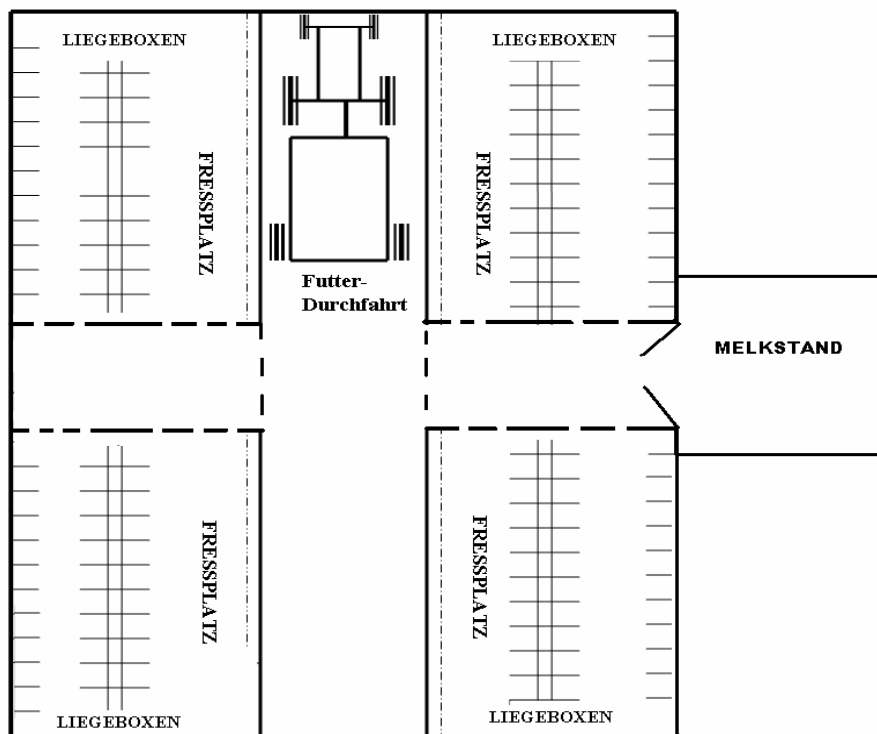 LIEGEBOXEN
LIEGEBOXEN
FRESSPLATZ
FRESSPLATZ
Futter-
Durchfahrt
MELKSTAND
FRESSPLATZ
FRESSPLATZ
LIEGEBOXEN
LIEGEBOXEN